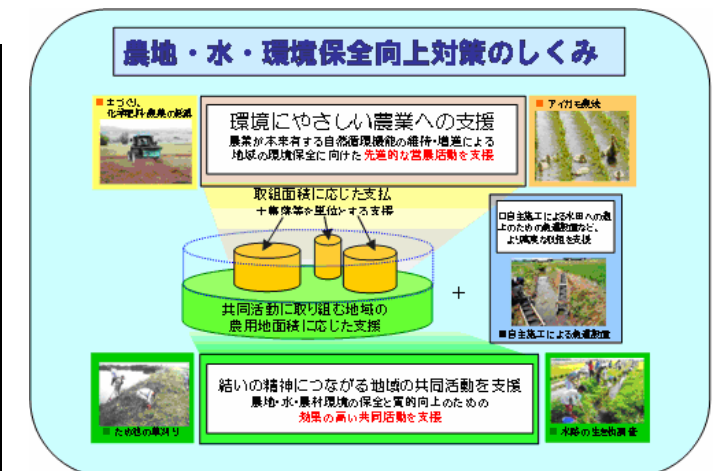 農地・水・環境保全向上対策のしくみ
■土づくり、
化学肥料・農薬の低減
環境にやさしい農業への支援
農業が本来有する自然循環機能の維持・増進による
地域の環境保全に向けた先進的な営農活動を支援
■アイガモ農法
取組面積に応じた支払
＋集落等を単位とする支援
□自主施工による水田への魚
上のための魚道設置など、
より高度な取組を支援
共同活動に取り組む地域の
農用地面積に応じた支援
＋
■自主施工による魚道設置
結いの精神につながる地域の共同活動を支援
農地・水・農村環境の保全と質的向上のための
効果の高い共同活動を支援
■ため池の草刈り
■水路の生き物調査